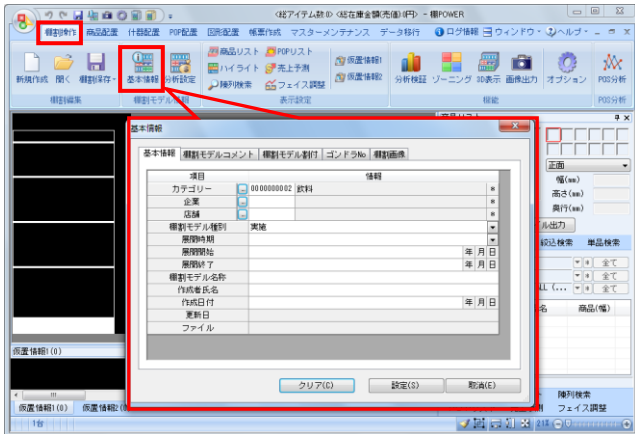 <総アイテム数:0> <総在庫金額(売価):0円> - 棚POWER
棚割操作 商品配置 什器配置 POP配置 図形配置 帳票作成 マスターメンテナンス データ移行 ログ情報 ウィンドウ ヘルプ
商品リスト POPリスト 仮置情報1
ハイライト 売上予測 仮置情報2
陳列検索 フェイス調整
新規作成 開く 棚割保存 基本情報 分析設定 分析検証 ゾーニング 3D表示 画像出力 オプション POS分析
棚割編集 棚割モデル情報 表示設定 機能 POS分析
商品リスト
基本情報
基本情報 棚割モデルコメント 棚割モデル割付 ゴンドラNo 棚割画像
項目 情報
カテゴリー ... 0000000002 飲料 *
企業 ... *
店舗 ... *
棚割モデル種別 実施
展開時期
展開開始 年 月 日
展開終了 年 月 日
棚割モデル名称
作成者氏名
作成日付 年 月 日
更新日
ファイル
クリア(C) 設定(S) 取消(E)
正面
幅(mm)
高さ(mm)
奥行(mm)
ル出力
絞込検索 単品検索
* 全て
* 全て
LL (... * 全て
名 商品(幅)
仮置情報1(0)
仮置情報1(0) 仮置情報2(0
陳列検索
フェイス調整
1台
21%